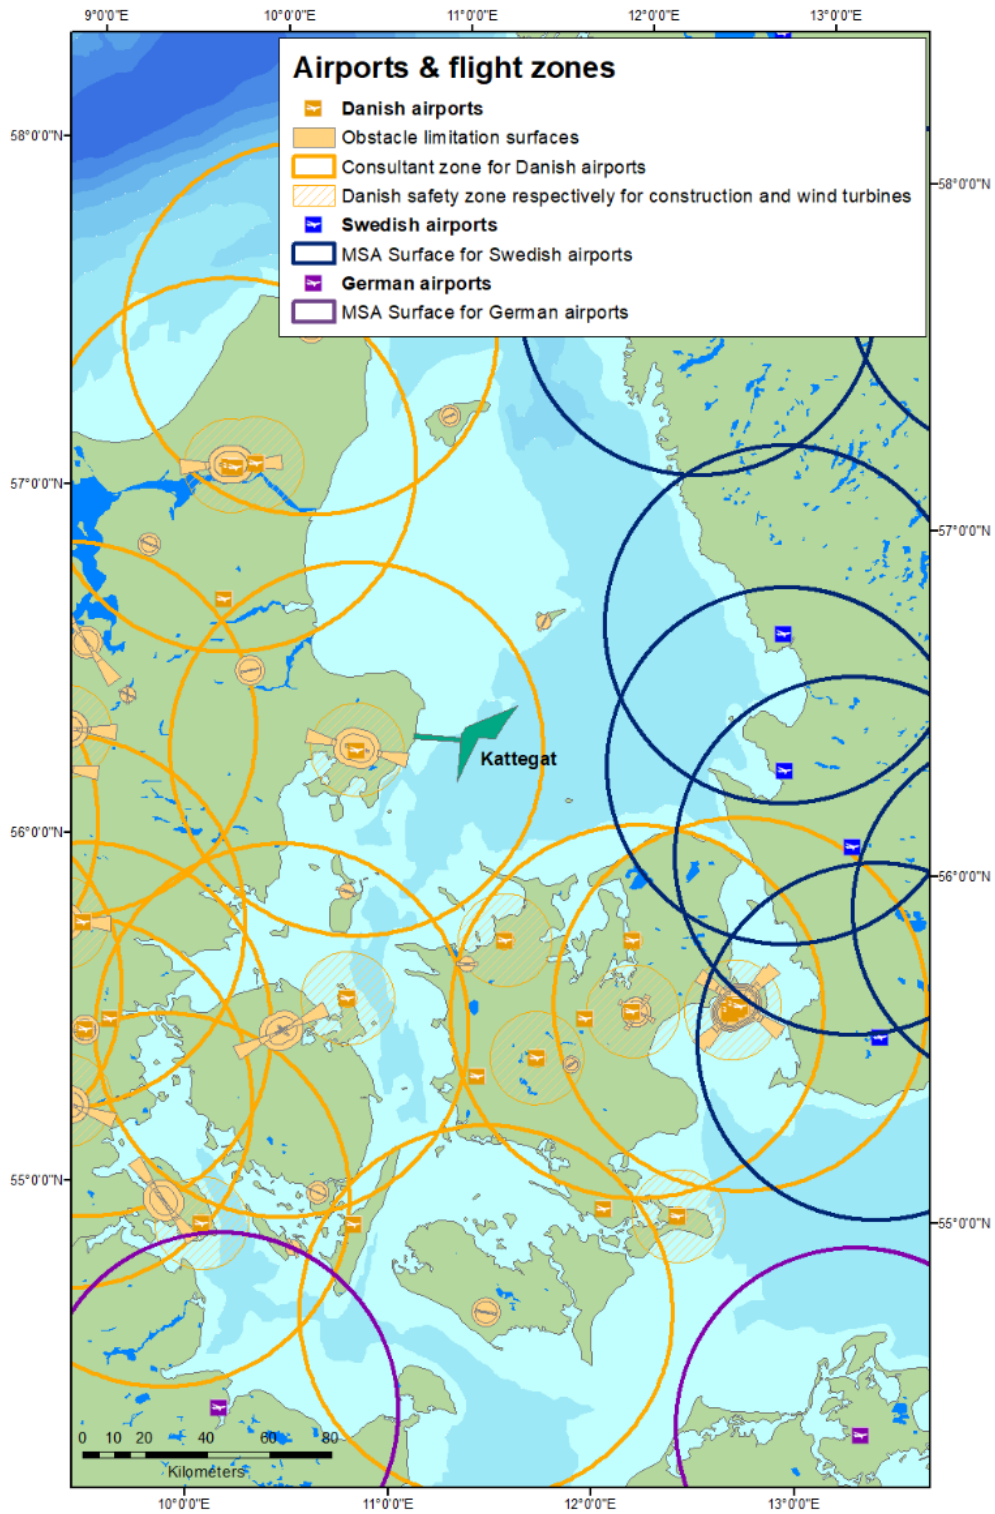 9°0'0"E 10°0'0"E 11°0'0"E 12°0'0"E 13°0'0"E
Airports & flight zones
Danish airports
Obstacle limitation surfaces
Consultant zone for Danish airports
Danish safety zone respectively for construction and wind turbines
Swedish airports
MSA Surface for Swedish airports
German airports
MSA Surface for German airports
58°0'0"N
58°0'0"N
57°0'0"N
57°0'0"N
Kattegat
56°0'0"N
56°0'0"N
55°0'0"N
55°0'0"N
0 10 20 40 60 80
Kilometers
10°0'0"E 11°0'0"E 12°0'0"E 13°0'0"E